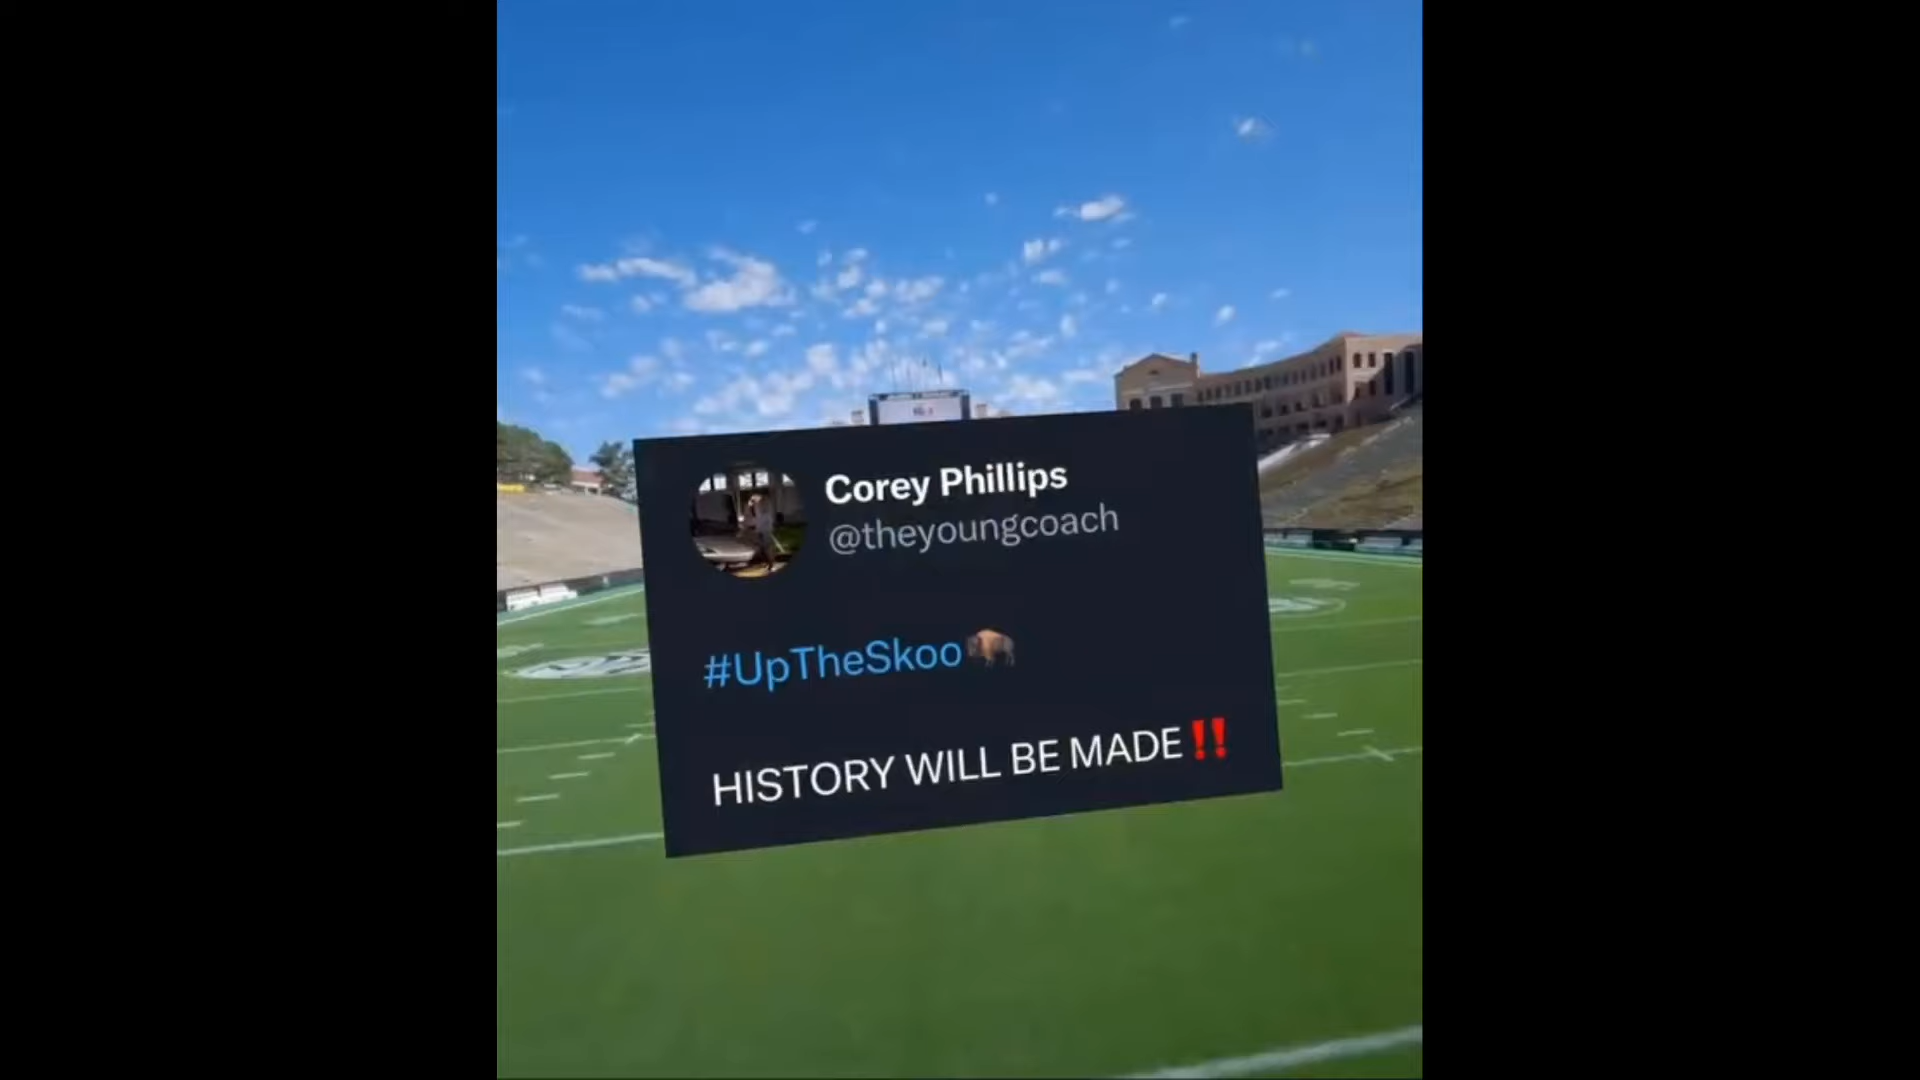 Corey Phillips
@theyoungcoach
#UpTheSkoo🦬
HISTORY WILL BE MADE‼️